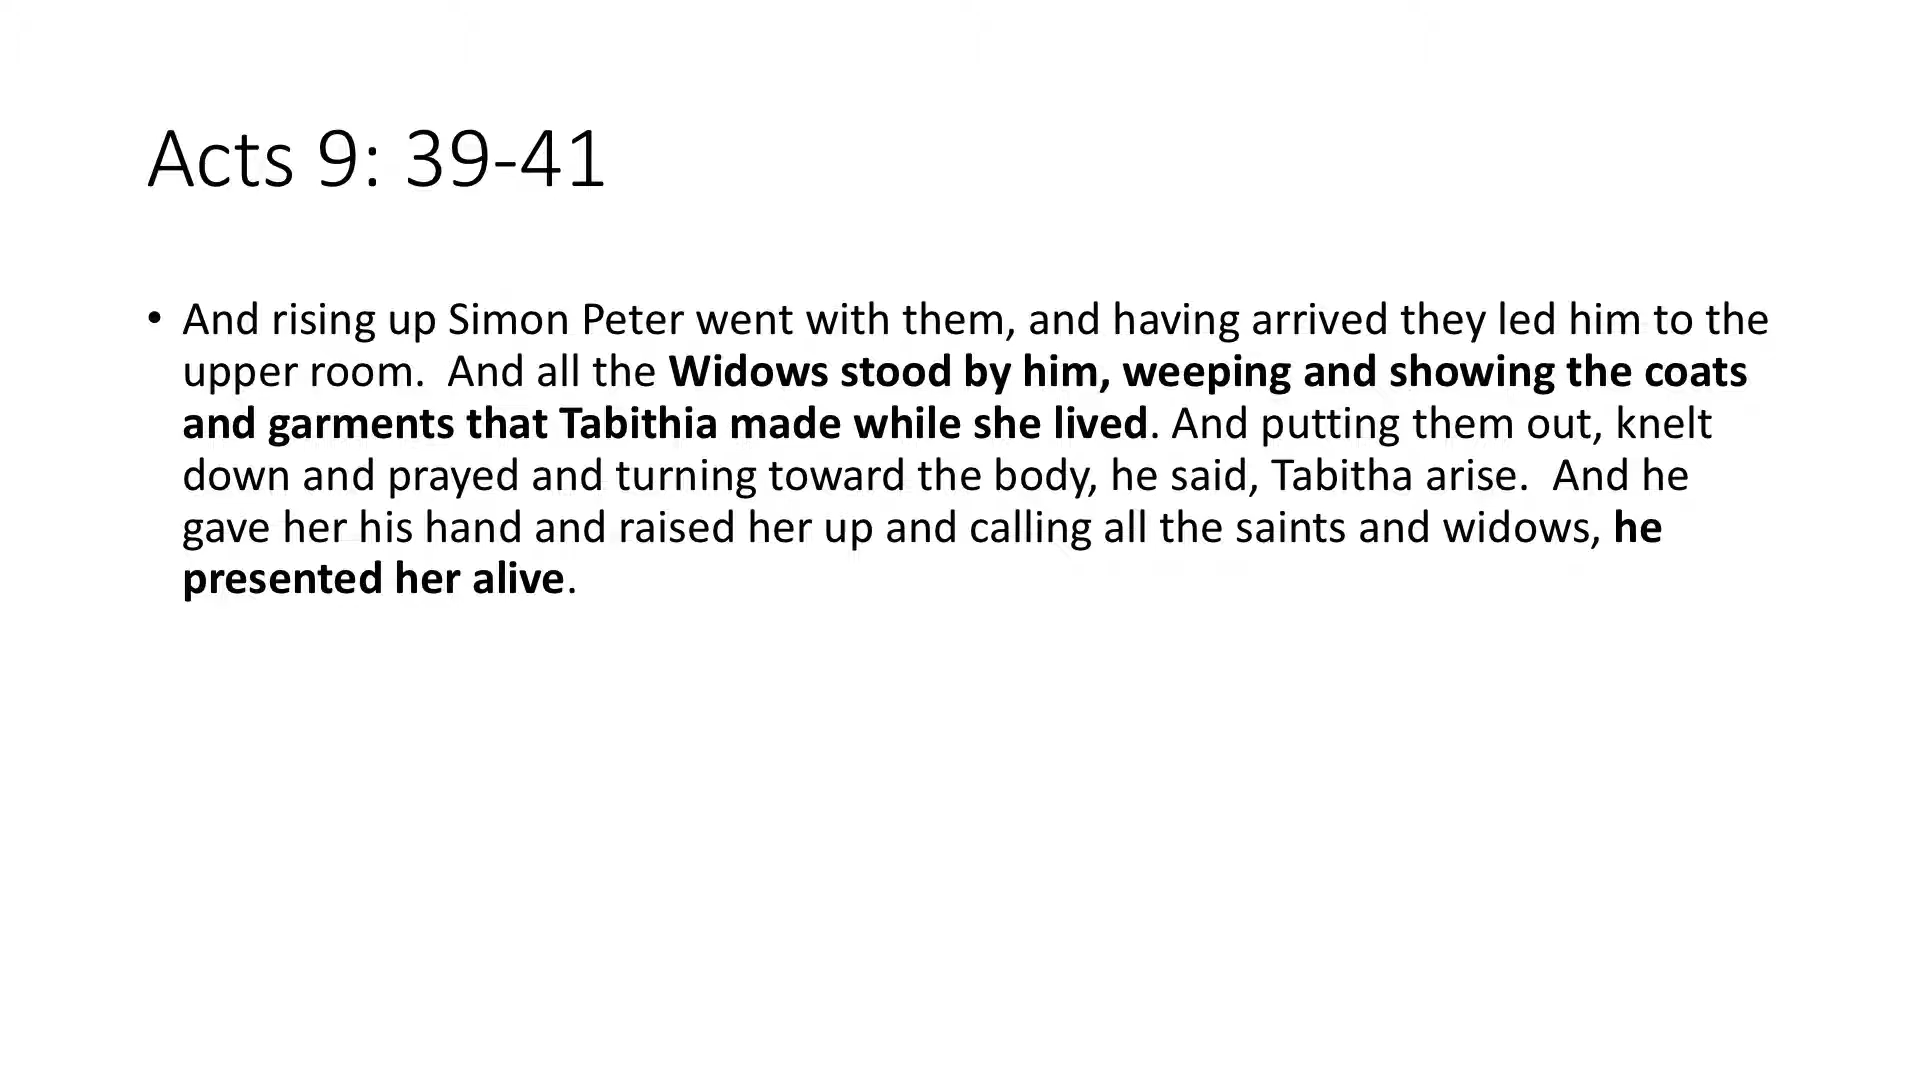 Acts 9: 39-41
• And rising up Simon Peter went with them, and having arrived they led him to the
upper room.  And all the Widows stood by him, weeping and showing the coats
and garments that Tabithia made while she lived. And putting them out, knelt
down and prayed and turning toward the body, he said, Tabitha arise.  And he
gave her his hand and raised her up and calling all the saints and widows, he
presented her alive.